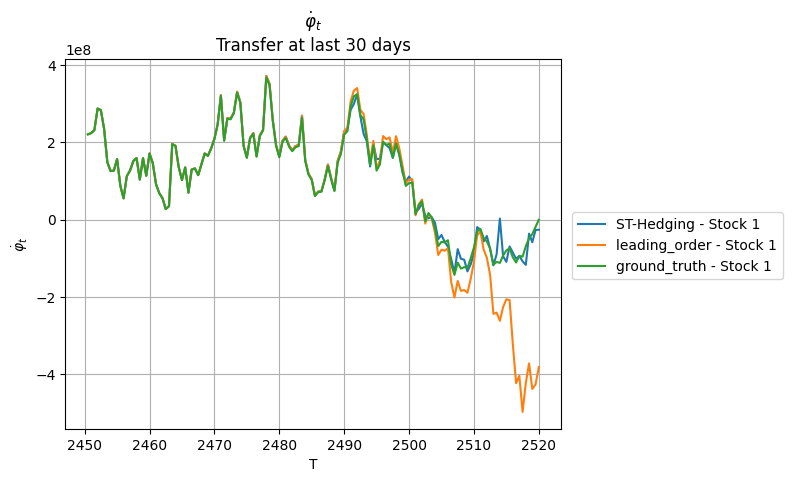 φ̇_t
Transfer at last 30 days
1e8
4
2
0
−2
−4
φ̇_t
2450 2460 2470 2480 2490 2500 2510 2520
T
ST-Hedging - Stock 1
leading_order - Stock 1
ground_truth - Stock 1